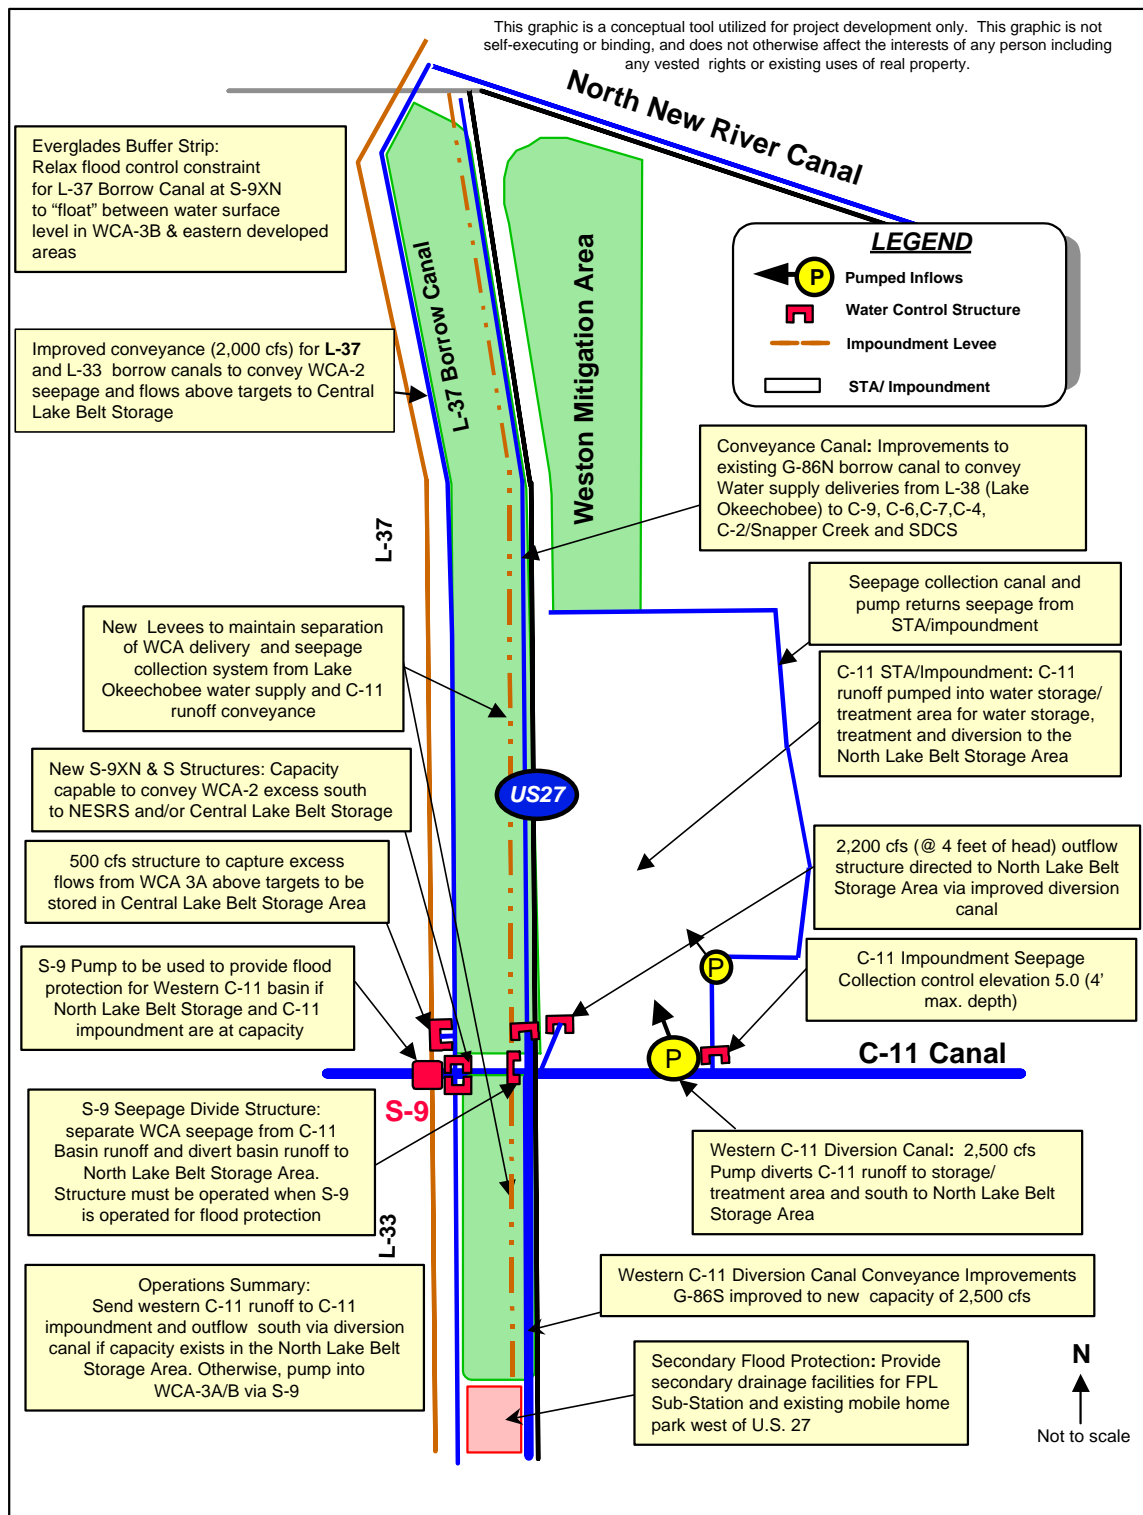 This graphic is a conceptual tool utilized for project development only.  This graphic is not
self-executing or binding, and does not otherwise affect the interests of any person including
any vested  rights or existing uses of real property.
North New River Canal
Everglades Buffer Strip:
Relax flood control constraint
for L-37 Borrow Canal at S-9XN
to “float” between water surface
level in WCA-3B & eastern developed
areas
LEGEND
P
Pumped Inflows
Water Control Structure
Impoundment Levee
STA/ Impoundment
L-37 Borrow Canal
Weston Mitigation Area
Improved conveyance (2,000 cfs) for L-37
and L-33  borrow canals to convey WCA-2
seepage and flows above targets to Central
Lake Belt Storage
Conveyance Canal: Improvements to
existing G-86N borrow canal to convey
Water supply deliveries from L-38 (Lake
Okeechobee) to C-9, C-6,C-7,C-4,
C-2/Snapper Creek and SDCS
L-37
Seepage collection canal and
pump returns seepage from
STA/impoundment
New  Levees to maintain separation
of WCA delivery  and seepage
collection system from Lake
Okeechobee water supply and C-11
runoff conveyance
C-11 STA/Impoundment: C-11
runoff pumped into water storage/
treatment area for water storage,
treatment and diversion to the
North Lake Belt Storage Area
New S-9XN & S Structures: Capacity
capable to convey WCA-2 excess south
to NESRS and/or Central Lake Belt Storage
US27
500 cfs structure to capture excess
flows from WCA 3A above targets to be
stored in Central Lake Belt Storage Area
2,200 cfs (@ 4 feet of head) outflow
structure directed to North Lake Belt
Storage Area via improved diversion
canal
S-9 Pump to be used to provide flood
protection for Western C-11 basin if
North Lake Belt Storage and C-11
impoundment are at capacity
P
C-11 Impoundment Seepage
Collection control elevation 5.0 (4’
max. depth)
P
C-11 Canal
S-9
S-9 Seepage Divide Structure:
separate WCA seepage from C-11
Basin runoff and divert basin runoff to
North Lake Belt Storage Area.
Structure must be operated when S-9
is operated for flood protection
Western C-11 Diversion Canal:  2,500 cfs
Pump diverts C-11 runoff to storage/
treatment area and south to North Lake Belt
Storage Area
L-33
Operations Summary:
Send western C-11 runoff to C-11
impoundment and outflow  south via diversion
canal if capacity exists in the North Lake Belt
Storage Area. Otherwise, pump into
WCA-3A/B via S-9
Western C-11 Diversion Canal Conveyance Improvements
G-86S improved to new  capacity of 2,500 cfs
Secondary Flood Protection: Provide
secondary drainage facilities for FPL
Sub-Station and existing mobile home
park west of U.S. 27
N
Not to scale